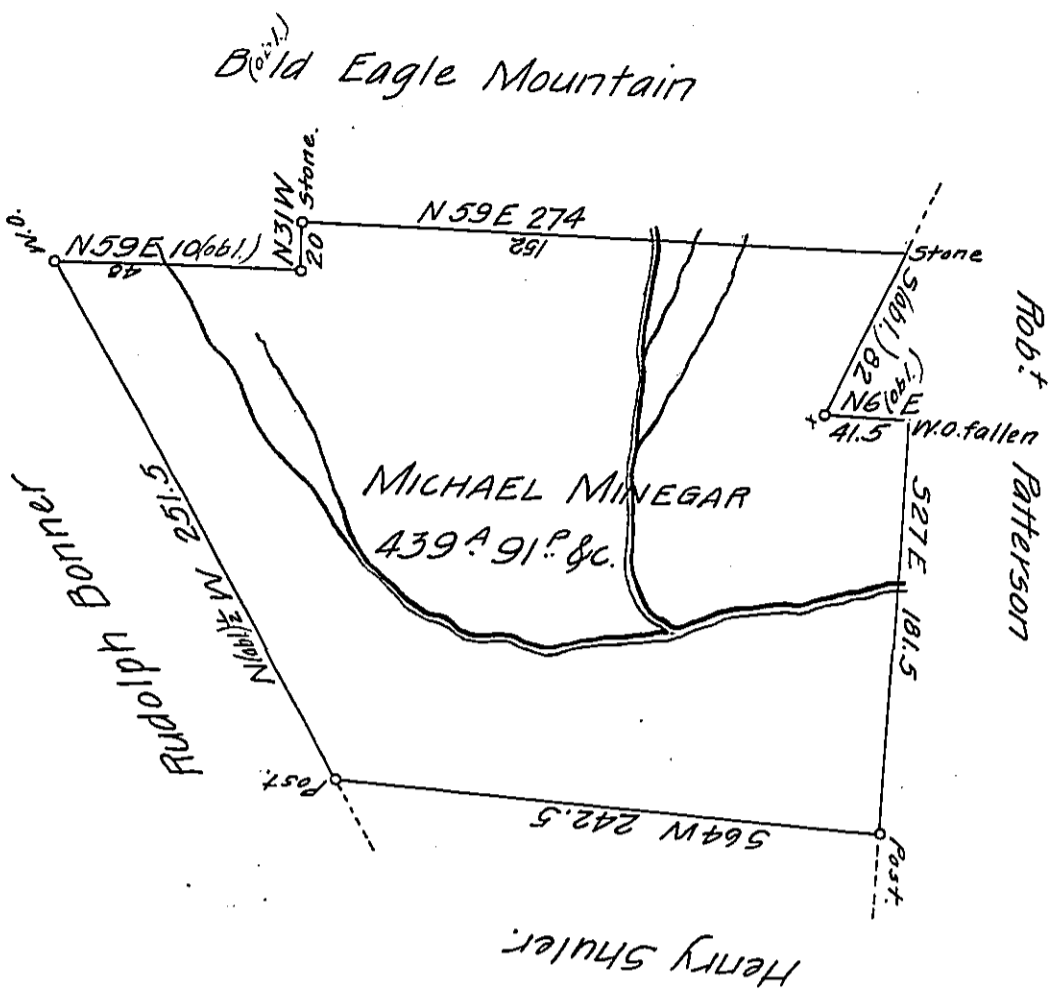 B(obl.)ld Eagle Mountain
N31W
Stone.
20
N59E 274
152
W.O.
N59E 10(obl.)
48
Stone
S(obl.) 82
Robt. Patterson
N6(obl.)E
41.5
W.O. fallen
MICHAEL MINEGAR
439A. 91P. &c.
S27E 181.5
Rudolph Bonner
N(obl.)½W 251.5
Post.
S64W 242.5
Post.
Henry Shuler.